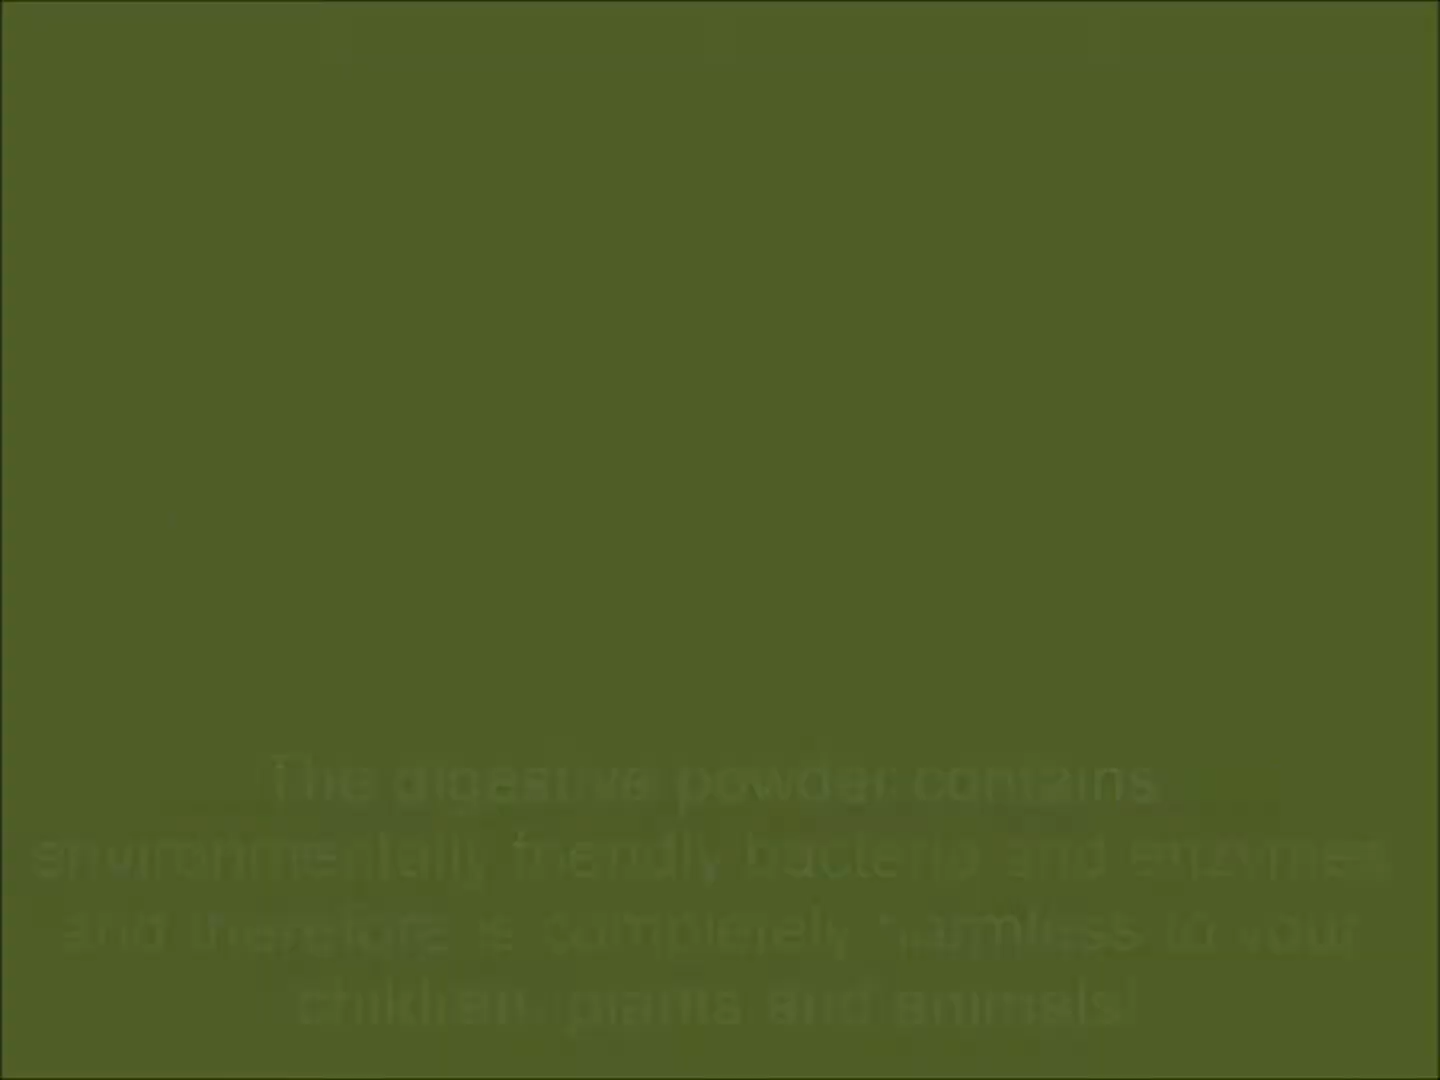 The digestive powder contains
environmentally friendly bacteria and enzymes
and therefore is completely harmless to your
children, plants and animals!